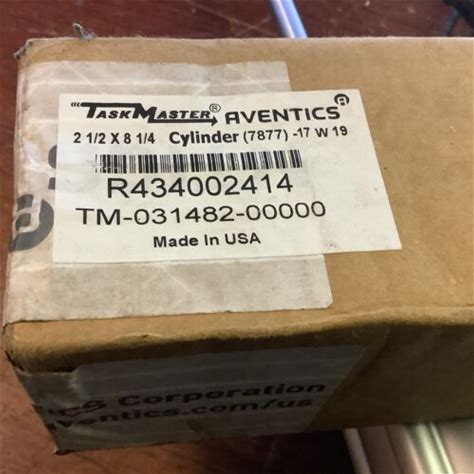 TASKMASTER® AVENTICS®
2 1/2 X 8 1/4 Cylinder (7877) -17 W 19
R434002414
TM-031482-00000
Made In USA
CS Corporation
aventics.com/us